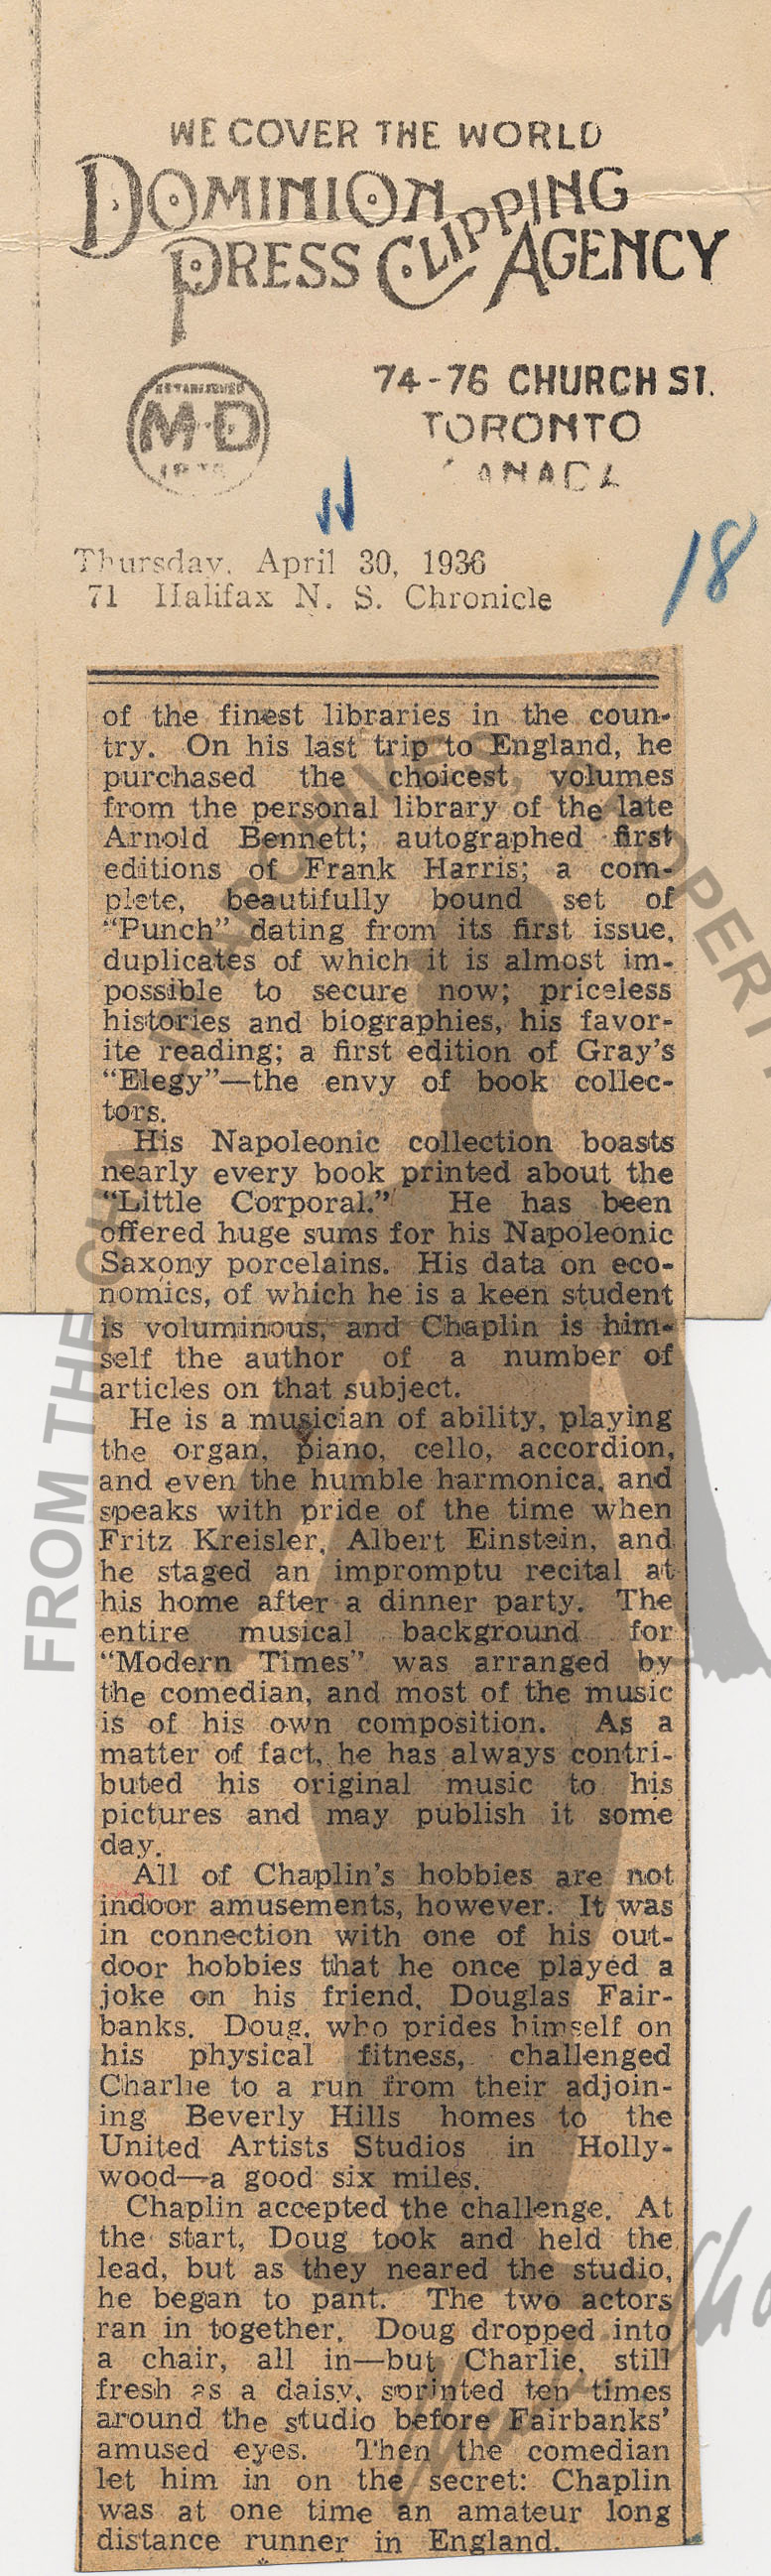 WE COVER THE WORLD
DOMINION
PRESS CLIPPING AGENCY
74-76 CHURCH ST.
TORONTO
CANADA
ESTABLISHED
M D
Thursday, April 30, 1936
71 Halifax N. S. Chronicle
18
of the finest libraries in the coun-
try. On his last trip to England, he
purchased the choicest volumes
from the personal library of the late
Arnold Bennett; autographed first
editions of Frank Harris; a com-
plete, beautifully bound set of
“Punch” dating from its first issue,
duplicates of which it is almost im-
possible to secure now; priceless
histories and biographies, his favor-
ite reading; a first edition of Gray's
“Elegy”—the envy of book collec-
tors.
His Napoleonic collection boasts
nearly every book printed about the
“Little Corporal.” He has been
offered huge sums for his Napoleonic
Saxony porcelains. His data on eco-
nomics, of which he is a keen student
is voluminous, and Chaplin is him-
self the author of a number of
articles on that subject.
He is a musician of ability, playing
the organ, piano, cello, accordion,
and even the humble harmonica, and
speaks with pride of the time when
Fritz Kreisler, Albert Einstein, and
he staged an impromptu recital at
his home after a dinner party. The
entire musical background for
“Modern Times” was arranged by
the comedian, and most of the music
is of his own composition. As a
matter of fact, he has always contri-
buted his original music to his
pictures and may publish it some
day.
All of Chaplin's hobbies are not
indoor amusements, however. It was
in connection with one of his out-
door hobbies that he once played a
joke on his friend, Douglas Fair-
banks. Doug, who prides himself on
his physical fitness, challenged
Charlie to a run from their adjoin-
ing Beverly Hills homes to the
United Artists Studios in Holly-
wood—a good six miles.
Chaplin accepted the challenge. At
the start, Doug took and held the
lead, but as they neared the studio,
he began to pant. The two actors
ran in together. Doug dropped into
a chair, all in—but Charlie, still
fresh as a daisy, sprinted ten times
around the studio before Fairbanks'
amused eyes. Then the comedian
let him in on the secret: Chaplin
was at one time an amateur long
distance runner in England.
FROM THE CHAPLIN ARCHIVES, PROPERT